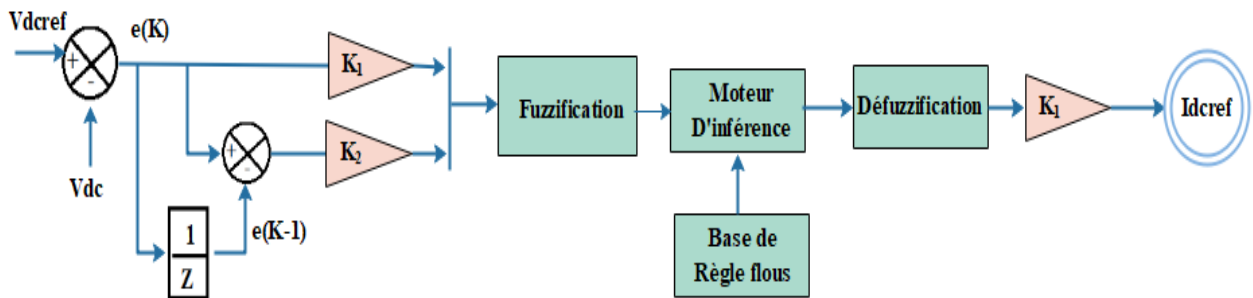 Vdcref
e(K)
+
-
Vdc
K1
+
-
K2
1
Z
e(K-1)
Fuzzification
Moteur
D'inférence
Base de
Règle flous
Défuzzification
K1
Idcref